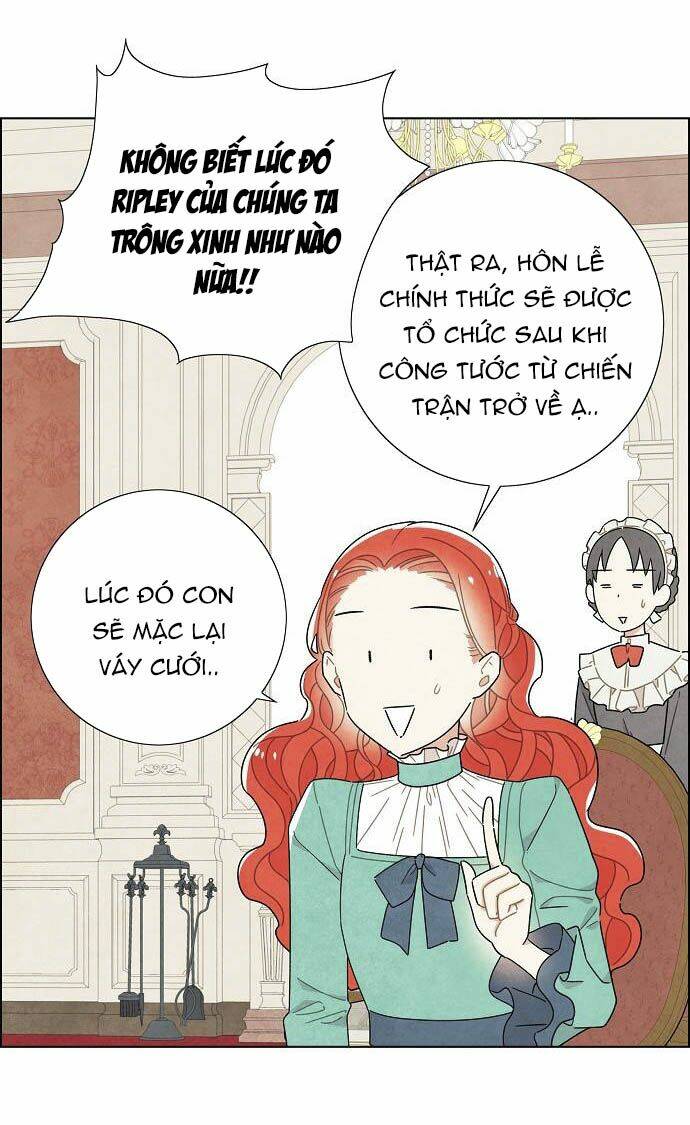 KHÔNG BIẾT LÚC ĐÓ
RIPLEY CỦA CHÚNG TA
TRÔNG XINH NHƯ NÀO
NỮA!!
THẬT RA, HÔN LỄ
CHÍNH THỨC SẼ ĐƯỢC
TỔ CHỨC SAU KHI
CÔNG TƯỚC TỪ CHIẾN
TRẬN TRỞ VỀ Ạ..
LÚC ĐÓ CON
SẼ MẶC LẠI
VÁY CƯỚI..